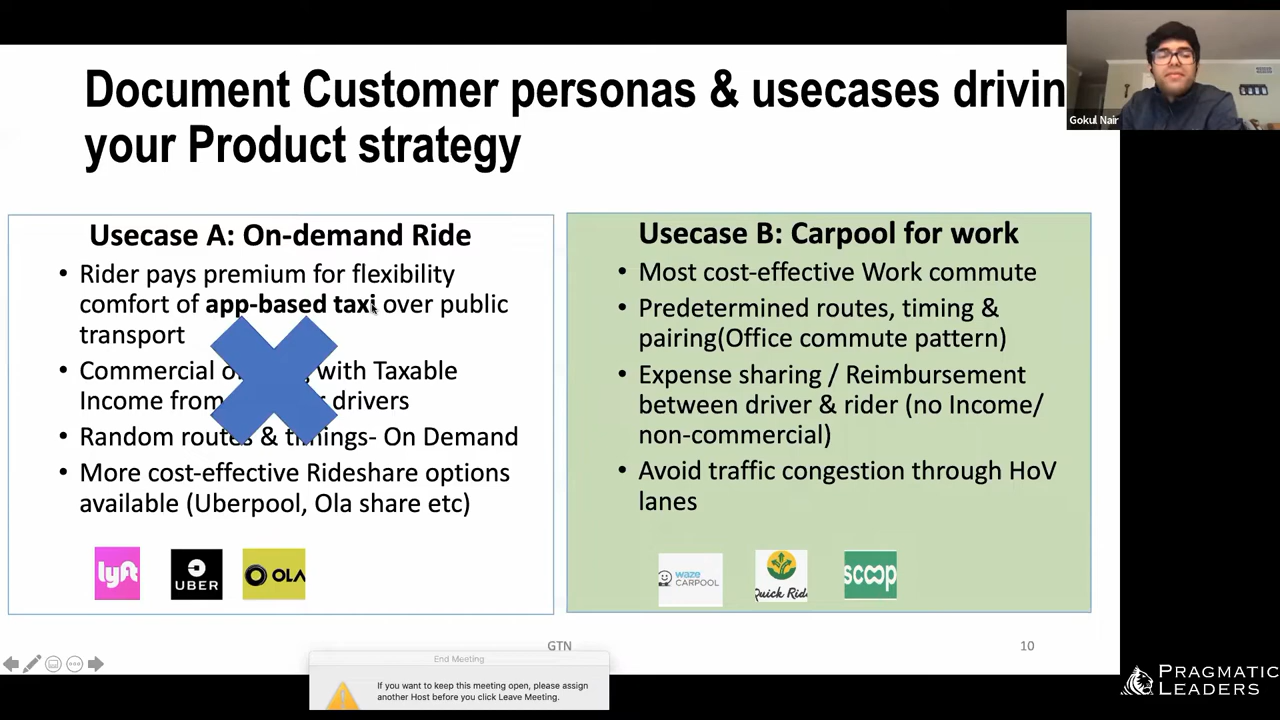 Document Customer personas & usecases drivin
your Product strategy
Gokul Nair
Usecase A: On-demand Ride
• Rider pays premium for flexibility
comfort of app-based taxi over public
transport
• Commercial with Taxable
Income from drivers
• Random routes & timings- On Demand
• More cost-effective Rideshare options
available (Uberpool, Ola share etc)
lyft
UBER
OLA
Usecase B: Carpool for work
• Most cost-effective Work commute
• Predetermined routes, timing &
pairing(Office commute pattern)
• Expense sharing / Reimbursement
between driver & rider (no Income/
non-commercial)
• Avoid traffic congestion through HoV
lanes
waze
CARPOOL
Quick Rid
scoop
GTN
10
End Meeting
If you want to keep this meeting open, please assign
another Host before you click Leave Meeting.
PRAGMATIC
LEADERS